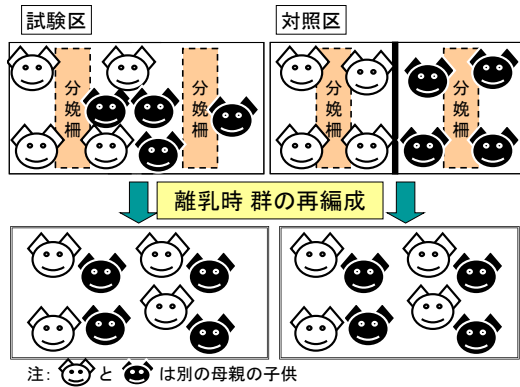 試験区
対照区
分娩柵
分娩柵
分娩柵
分娩柵
離乳時 群の再編成
注: と は別の母親の子供